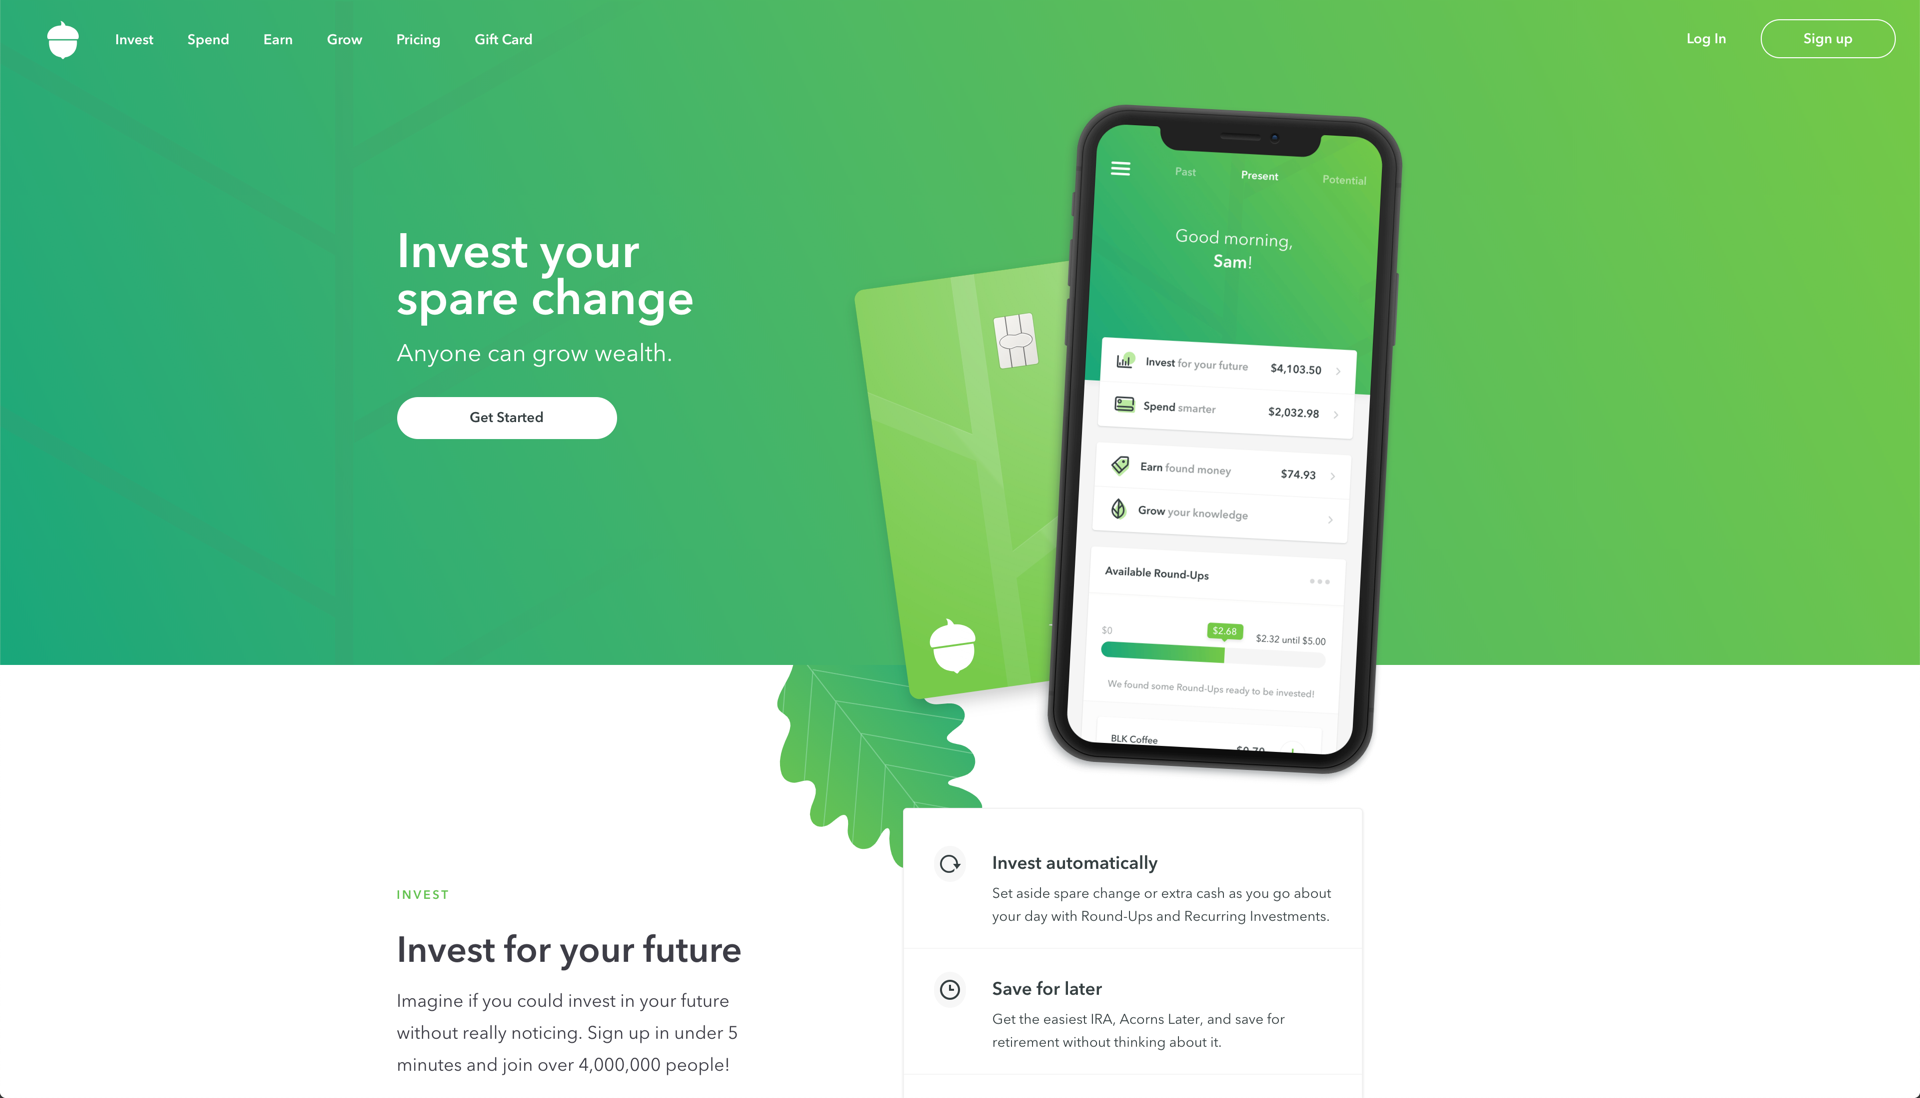 Invest
Spend
Earn
Grow
Pricing
Gift Card
Log In
Sign up
Invest your
spare change
Anyone can grow wealth.
Get Started
Past
Present
Potential
Good morning,
Sam!
Invest for your future $4,103.50
Spend smarter $2,032.98
Earn found money $74.93
Grow your knowledge
Available Round-Ups
$0
$2.68
$2.32 until $5.00
We found some Round-Ups ready to be invested!
BLK Coffee
INVEST
Invest for your future
Imagine if you could invest in your future
without really noticing. Sign up in under 5
minutes and join over 4,000,000 people!
Invest automatically
Set aside spare change or extra cash as you go about
your day with Round-Ups and Recurring Investments.
Save for later
Get the easiest IRA, Acorns Later, and save for
retirement without thinking about it.